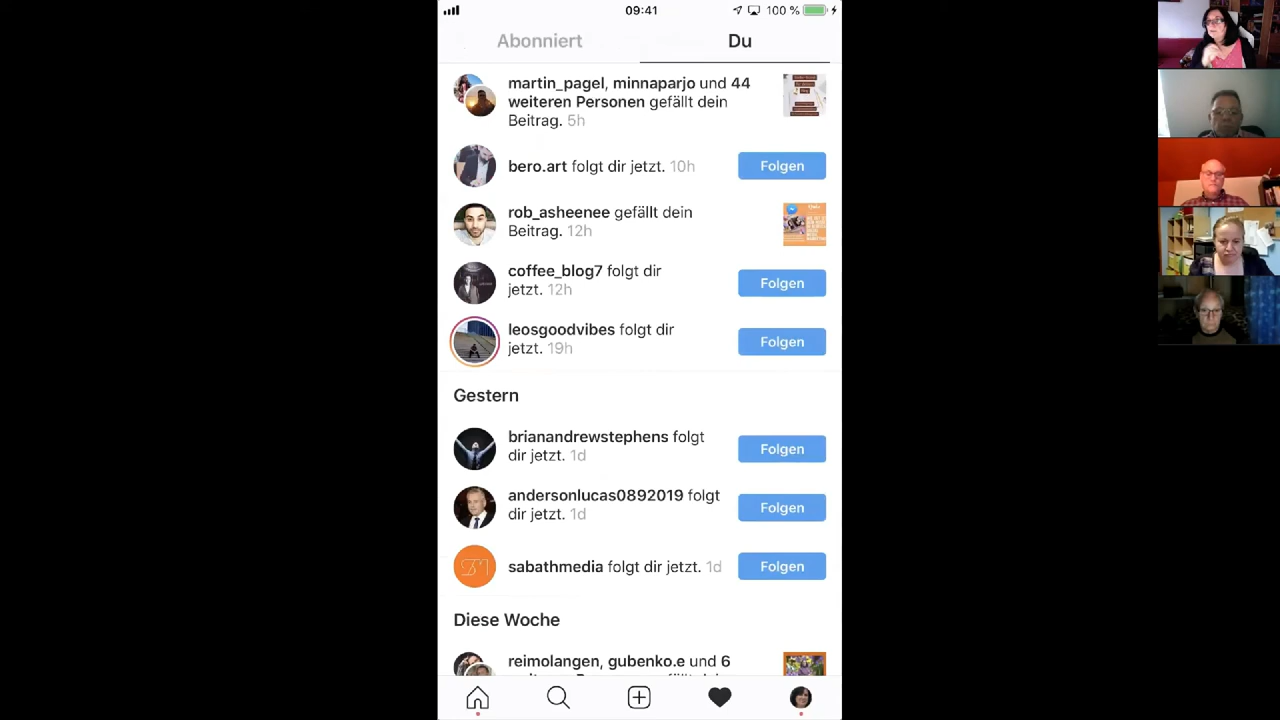 09:41
100 %
Abonniert
Du
martin_pagel, minnaparjo und 44
weiteren Personen gefällt dein
Beitrag. 5h
bero.art folgt dir jetzt. 10h
Folgen
rob_asheenee gefällt dein
Beitrag. 12h
coffee_blog7 folgt dir
jetzt. 12h
Folgen
leosgoodvibes folgt dir
jetzt. 19h
Folgen
Gestern
brianandrewstephens folgt
dir jetzt. 1d
Folgen
andersonlucas0892019 folgt
dir jetzt. 1d
Folgen
sabathmedia folgt dir jetzt. 1d
Folgen
Diese Woche
reimolangen, gubenko.e und 6